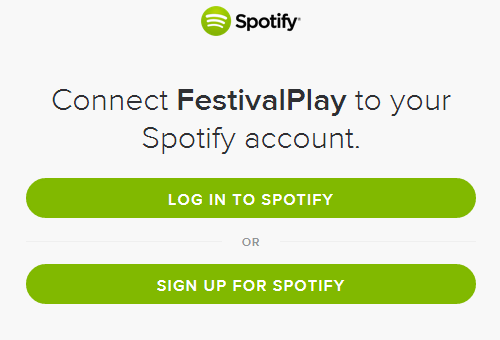 Spotify®
Connect FestivalPlay to your
Spotify account.
LOG IN TO SPOTIFY
OR
SIGN UP FOR SPOTIFY